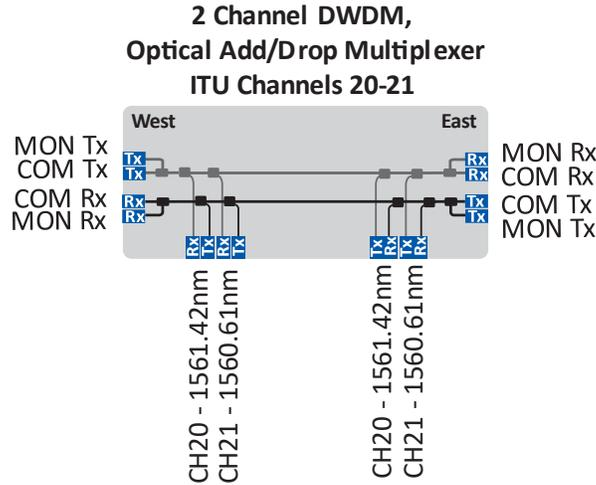 2 Channel DWDM,
Optical Add/Drop Multiplexer
ITU Channels 20-21
West
East
MON Tx
COM Tx
COM Rx
MON Rx
Tx
Tx
Rx
Rx
Rx
Rx
Tx
Tx
MON Rx
COM Rx
COM Tx
MON Tx
Rx
Tx
Rx
Tx
Tx
Rx
Tx
Rx
CH20 - 1561.42nm
CH21 - 1560.61nm
CH20 - 1561.42nm
CH21 - 1560.61nm